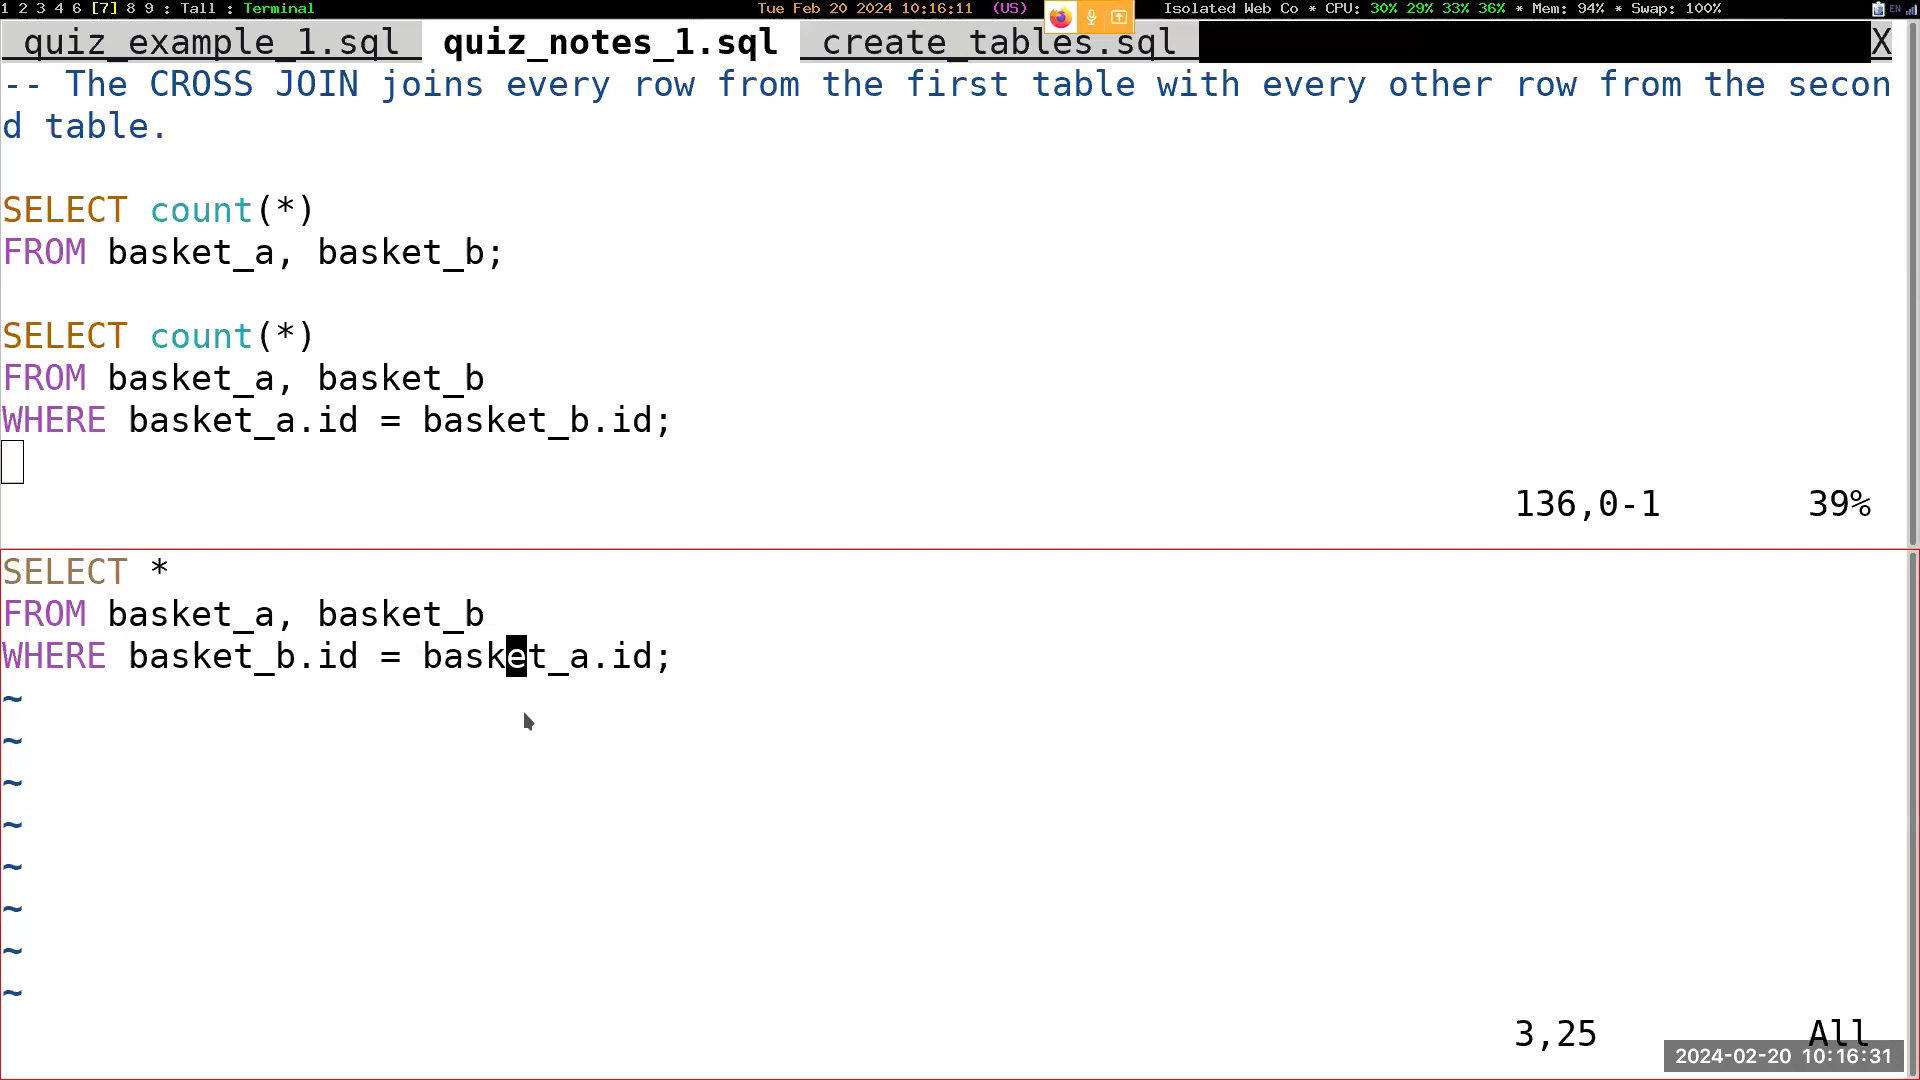 1 2 3 4 6 [7] 8 9 : Tall : Terminal
Tue Feb 20 2024 10:16:11 (US)
Isolated Web Co * CPU: 30% 29% 33% 36% * Mem: 94% * Swap: 100%
EN
quiz_example_1.sql quiz_notes_1.sql create_tables.sql X
-- The CROSS JOIN joins every row from the first table with every other row from the secon
d table.
SELECT count(*)
FROM basket_a, basket_b;
SELECT count(*)
FROM basket_a, basket_b
WHERE basket_a.id = basket_b.id;
136,0-1 39%
SELECT *
FROM basket_a, basket_b
WHERE basket_b.id = basket_a.id;
~
~
~
~
~
~
~
~
3,25 All
2024-02-20 10:16:31